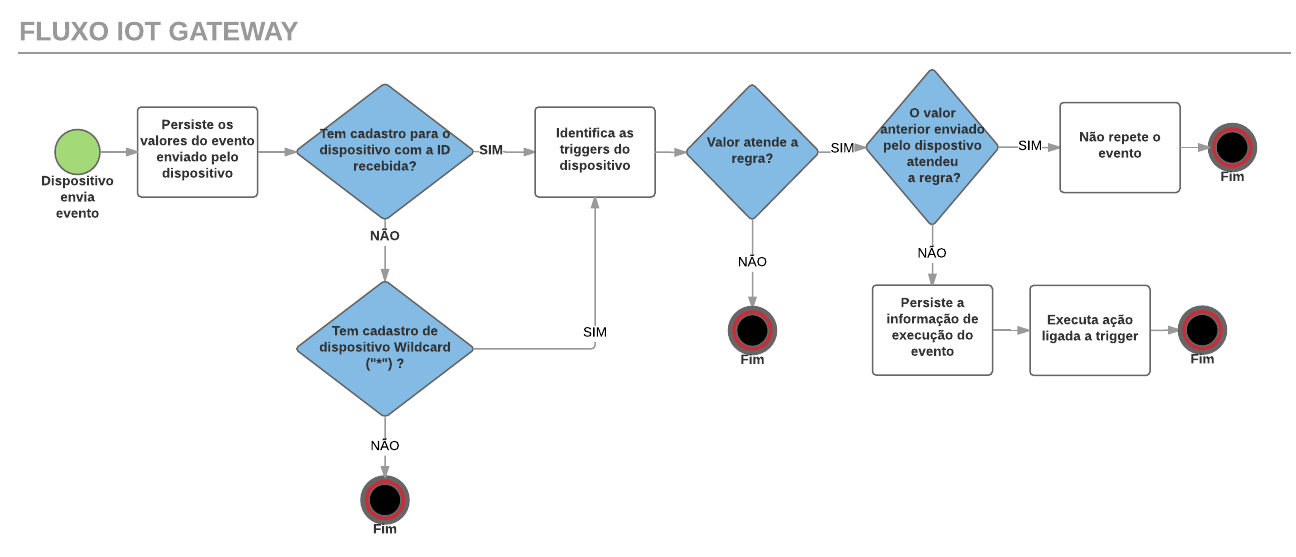 FLUXO IOT GATEWAY
Dispositivo
envia
evento
Persiste os
valores do evento
enviado pelo
dispositivo
Tem cadastro para o
dispositivo com a ID
recebida?
SIM
NÃO
Tem cadastro de
dispositivo Wildcard
("*") ?
SIM
NÃO
Fim
Identifica as
triggers do
dispositivo
Valor atende a
regra?
SIM
NÃO
Fim
O valor
anterior enviado
pelo dispostivo
atendeu
a regra?
SIM
Não repete o
evento
Fim
NÃO
Persiste a
informação de
execução do
evento
Executa ação
ligada a trigger
Fim